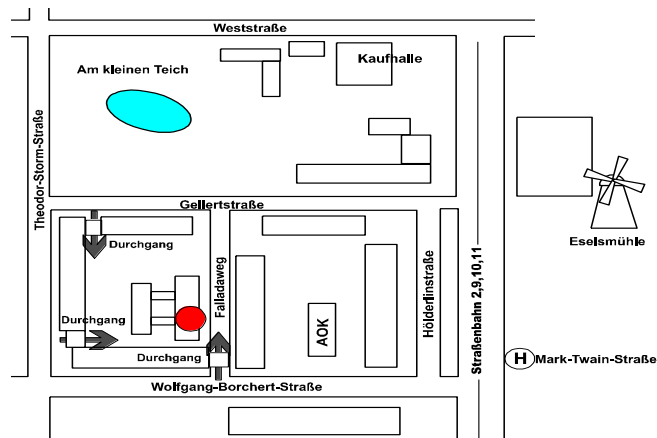 Weststraße
Kaufhalle
Am kleinen Teich
Theodor-Storm-Straße
Gellertstraße
Eselsmühle
Durchgang
Falladaweg
Hölderlinstraße
Straßenbahn 2,9,10,11
Durchgang
AOK
Durchgang
H Mark-Twain-Straße
Wolfgang-Borchert-Straße